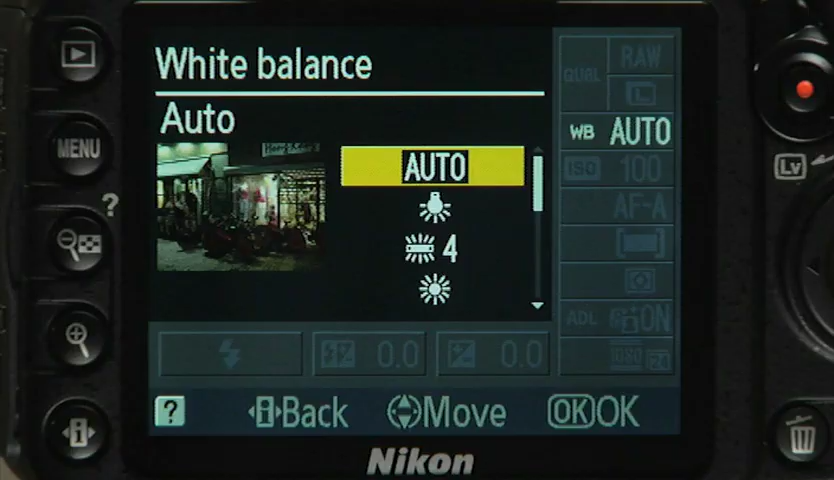 White balance
Auto
AUTO
4
QUAL RAW
L
WB AUTO
ISO 100
AF-A
ADL ON
0.0
0.0
? Back Move OK OK
MENU
?
Lv
Nikon